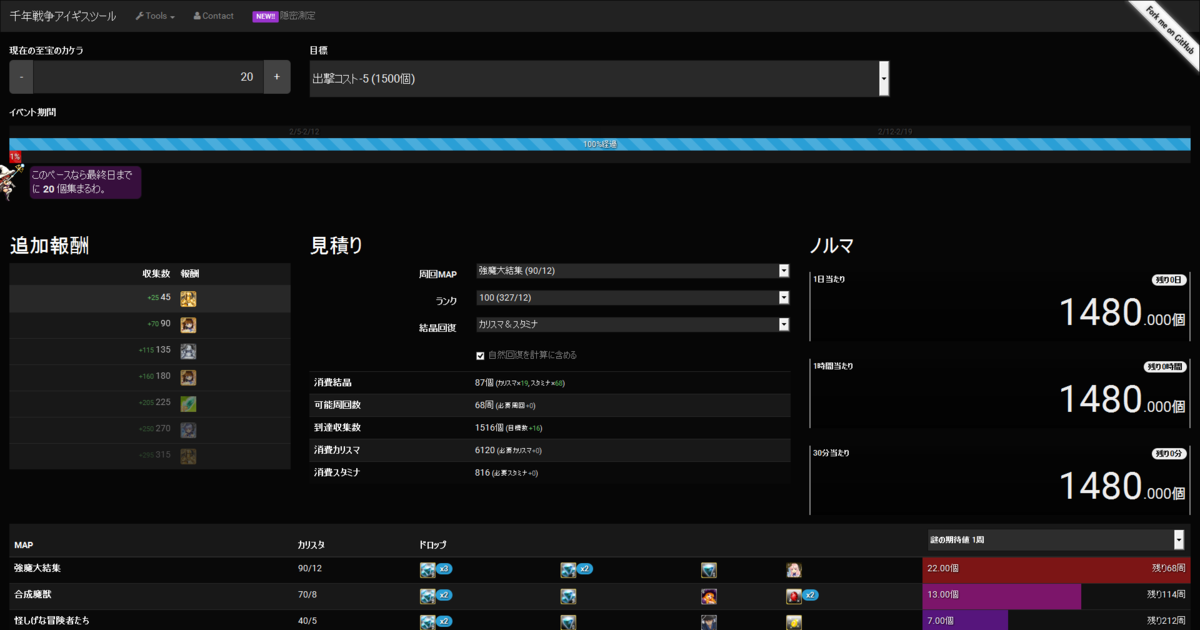 千年戦争アイギスツール Tools Contact NEW!! 隠密測定
Fork me on GitHub
現在の至宝のカケラ
- 20 +
目標
出撃コスト-5 (1500個)
イベント期間
2/5-2/12 2/12-2/19
100%経過
1%
このペースなら最終日まで
に 20 個集まるわ。
追加報酬
収集数 報酬
+25 45
+70 90
+115 135
+160 180
+205 225
+250 270
+295 315
見積り
周回MAP 強魔大結集 (90/12)
ランク 100 (327/12)
結晶回復 カリスマ&スタミナ
自然回復を計算に含める
消費結晶 87個 (カリスマ×19, スタミナ×68)
可能周回数 68周 (必要周回+0)
到達収集数 1516個 (目標数+16)
消費カリスマ 6120 (必要カリスマ+0)
消費スタミナ 816 (必要スタミナ+0)
ノルマ
1日当たり 残り0日
1480.000個
1時間当たり 残り0時間
1480.000個
30分当たり 残り0分
1480.000個
MAP カリスタ ドロップ 謎の期待値 1周
強魔大結集 90/12 x3 x2 22.00個 残り68周
合成魔獣 70/8 x2 x2 13.00個 残り114周
怪しげな冒険者たち 40/5 x2 7.00個 残り212周